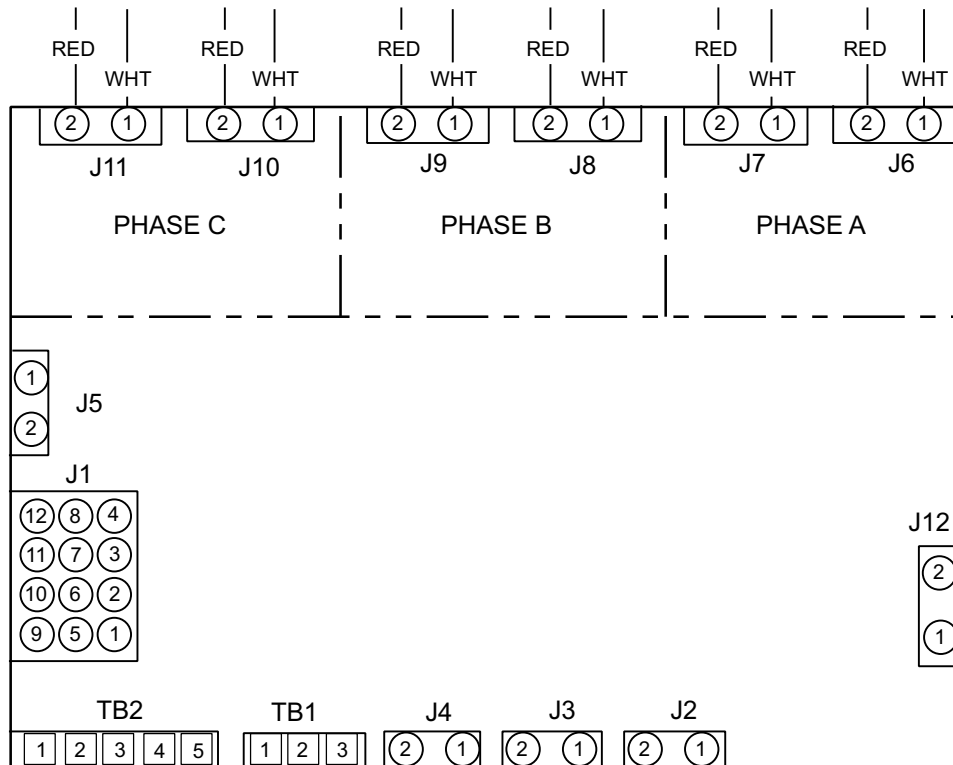 RED RED RED RED RED RED
WHT WHT WHT WHT WHT WHT
2 1 2 1 2 1 2 1 2 1 2 1
J11 J10 J9 J8 J7 J6
PHASE C PHASE B PHASE A
1
J5
2
J1
12 8 4
J12
11 7 3
2
10 6 2
9 5 1
1
TB2 TB1 J4 J3 J2
1 2 3 4 5 1 2 3 2 1 2 1 2 1